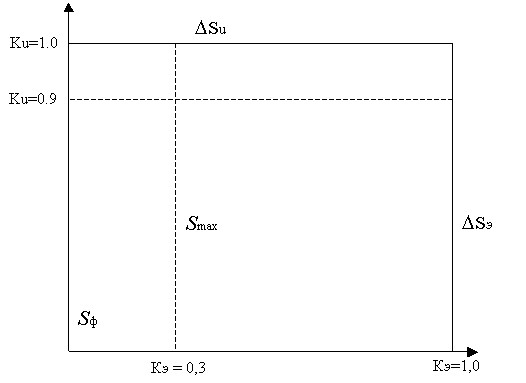 ΔSu
Ku=1.0
Ku=0.9
Smax
ΔSэ
Sф
Kэ = 0,3
Kэ=1,0